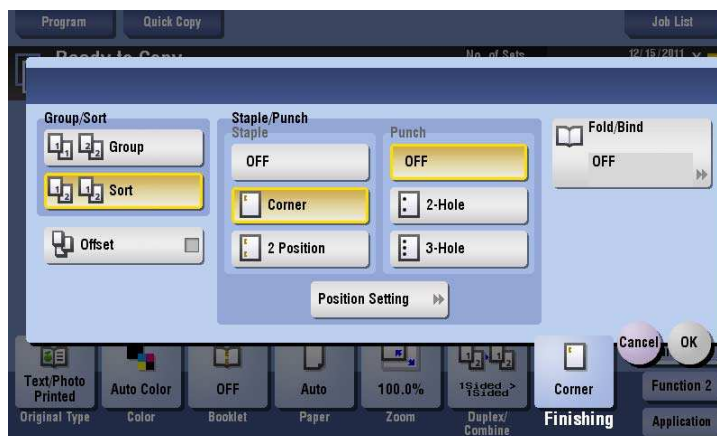 Program
Quick Copy
Job List
Ready to Copy
No. of Sets
12/15/2011
Group/Sort
Group
Sort
Offset
Staple/Punch
Staple
OFF
Corner
2 Position
Punch
OFF
2-Hole
3-Hole
Position Setting
Fold/Bind
OFF
Cancel
OK
Text/Photo
Printed
Original Type
Auto Color
Color
OFF
Booklet
Auto
Paper
100.0%
Zoom
1Sided >
1Sided
Duplex/
Combine
Corner
Finishing
Function 2
Application